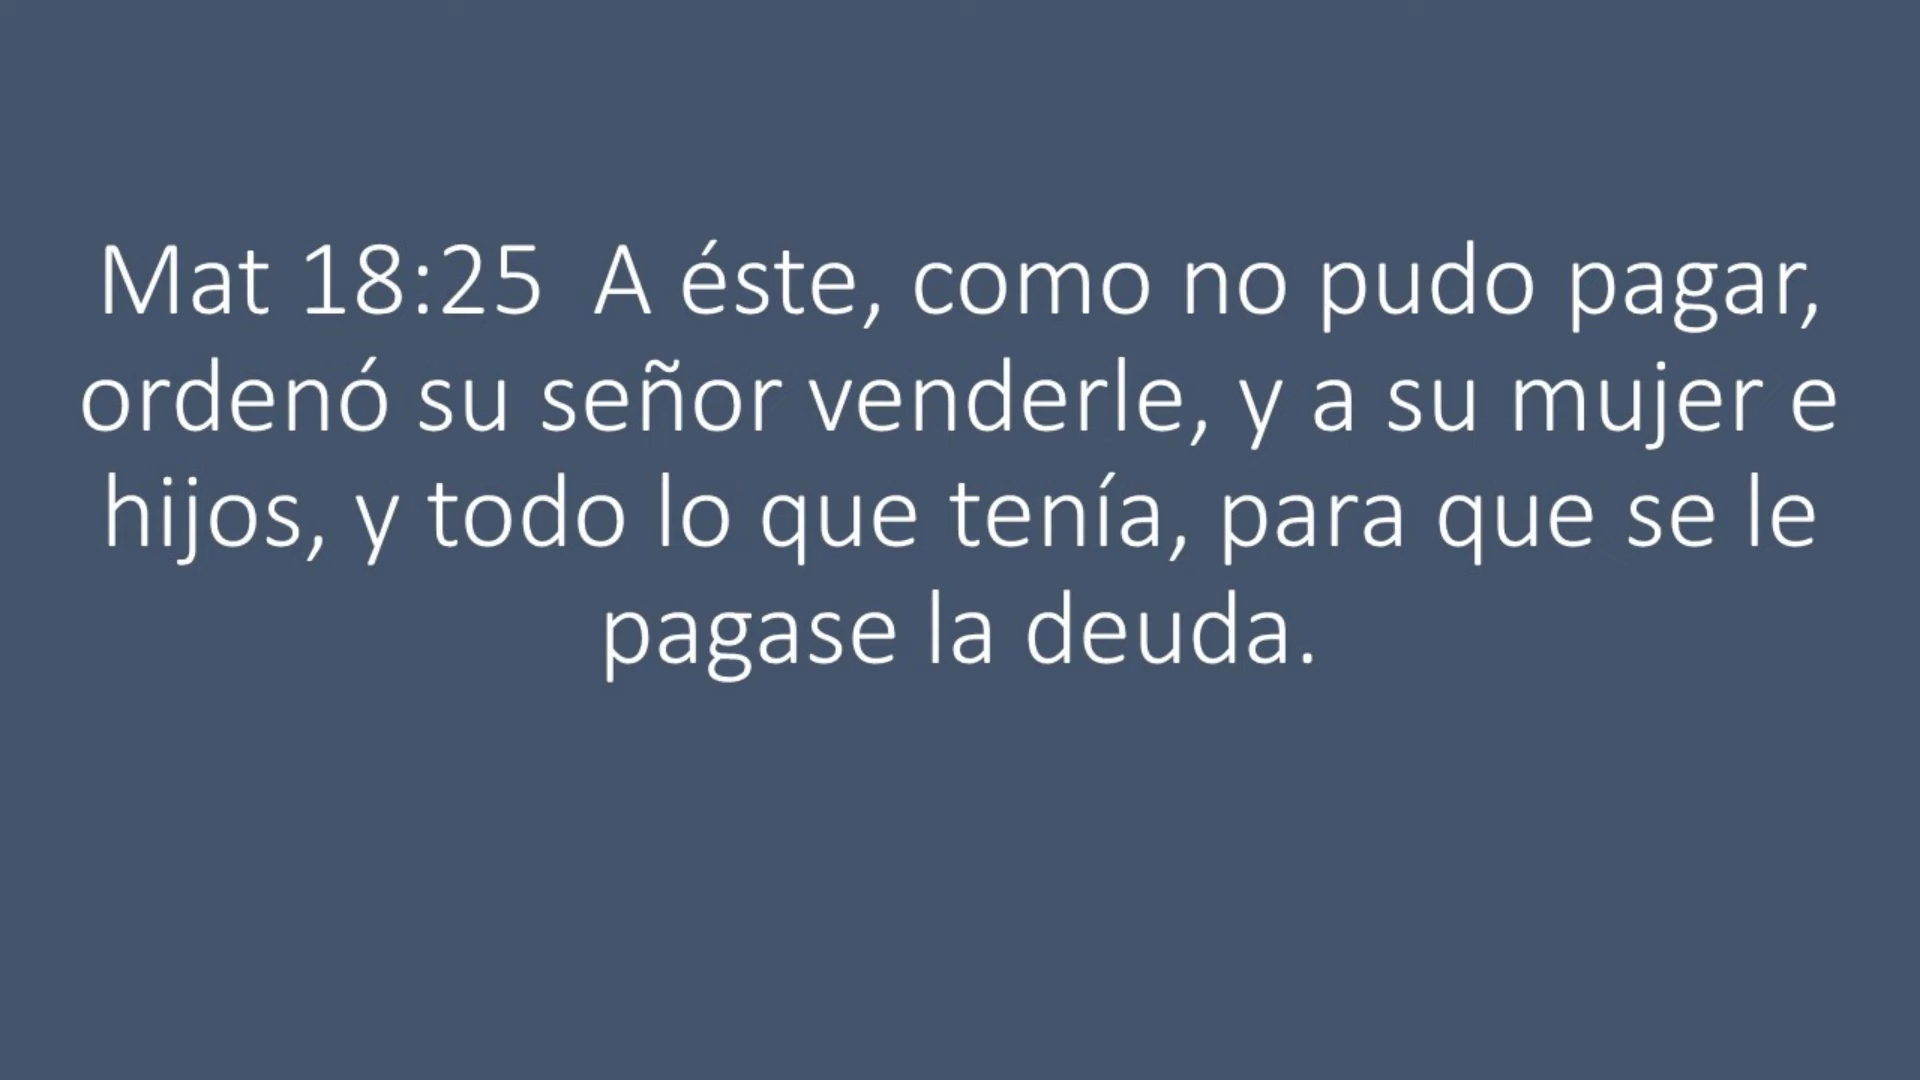 Mat 18:25  A éste, como no pudo pagar,
ordenó su señor venderle, y a su mujer e
hijos, y todo lo que tenía, para que se le
pagase la deuda.